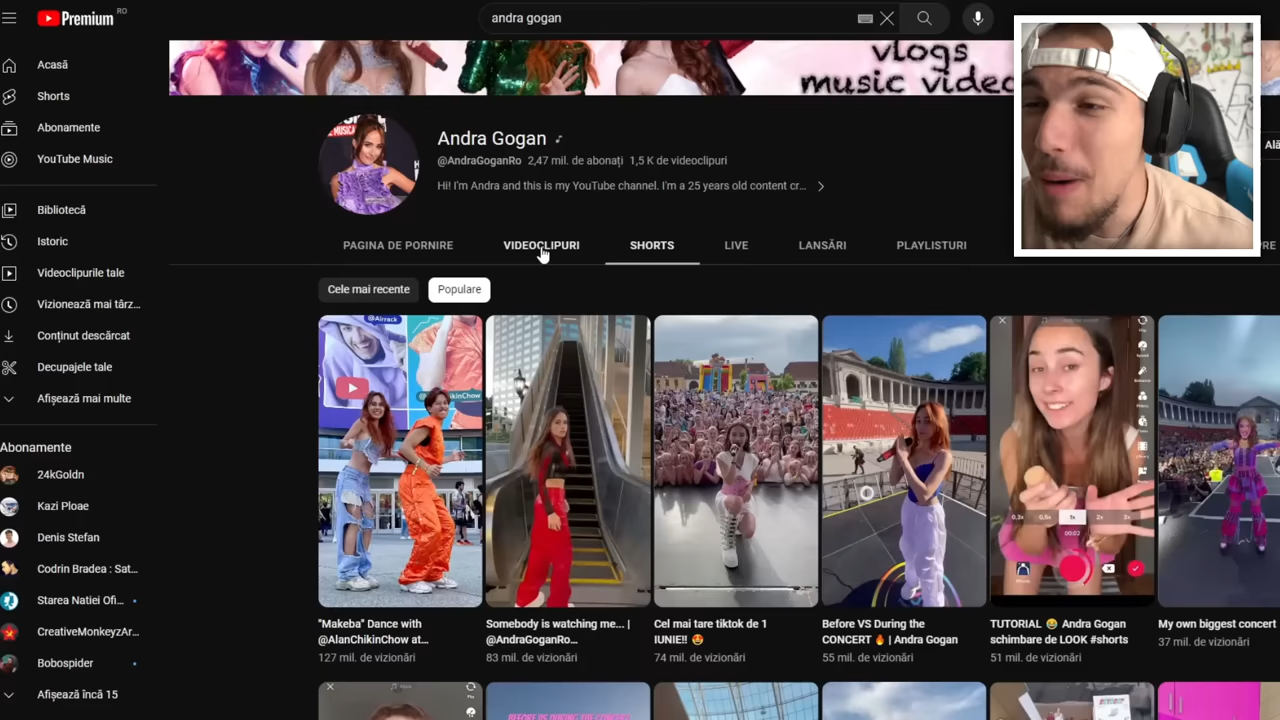 Premium RO
andra gogan
Acasă
Shorts
Abonamente
YouTube Music
Bibliotecă
Istoric
Videoclipurile tale
Vizionează mai târz...
Conținut descărcat
Decupajele tale
Afișează mai multe
Abonamente
24kGoldn
Kazi Ploae
Denis Stefan
Codrin Bradea : Sat...
Starea Natiei Ofi...
CreativeMonkeyzAr...
Bobospider
Afișează încă 15
vlogs
music videc
Andra Gogan
@AndraGoganRo 2,47 mil. de abonați 1,5 K de videoclipuri
Hi! I'm Andra and this is my YouTube channel. I'm a 25 years old content cr...
PAGINA DE PORNIRE VIDEOCLIPURI SHORTS LIVE LANSĂRI PLAYLISTURI
Cele mai recente Populare
@Airrack
"Makeba" Dance with
@AlanChikinChow at...
127 mil. de vizionări
Somebody is watching me... |
@AndraGoganRo...
83 mil. de vizionări
Cel mai tare tiktok de 1
IUNIE!! 😍
74 mil. de vizionări
Before VS During the
CONCERT 🔥 | Andra Gogan
55 mil. de vizionări
TUTORIAL 😂 Andra Gogan
schimbare de LOOK #shorts
51 mil. de vizionări
My own biggest concert
37 mil. de vizionări